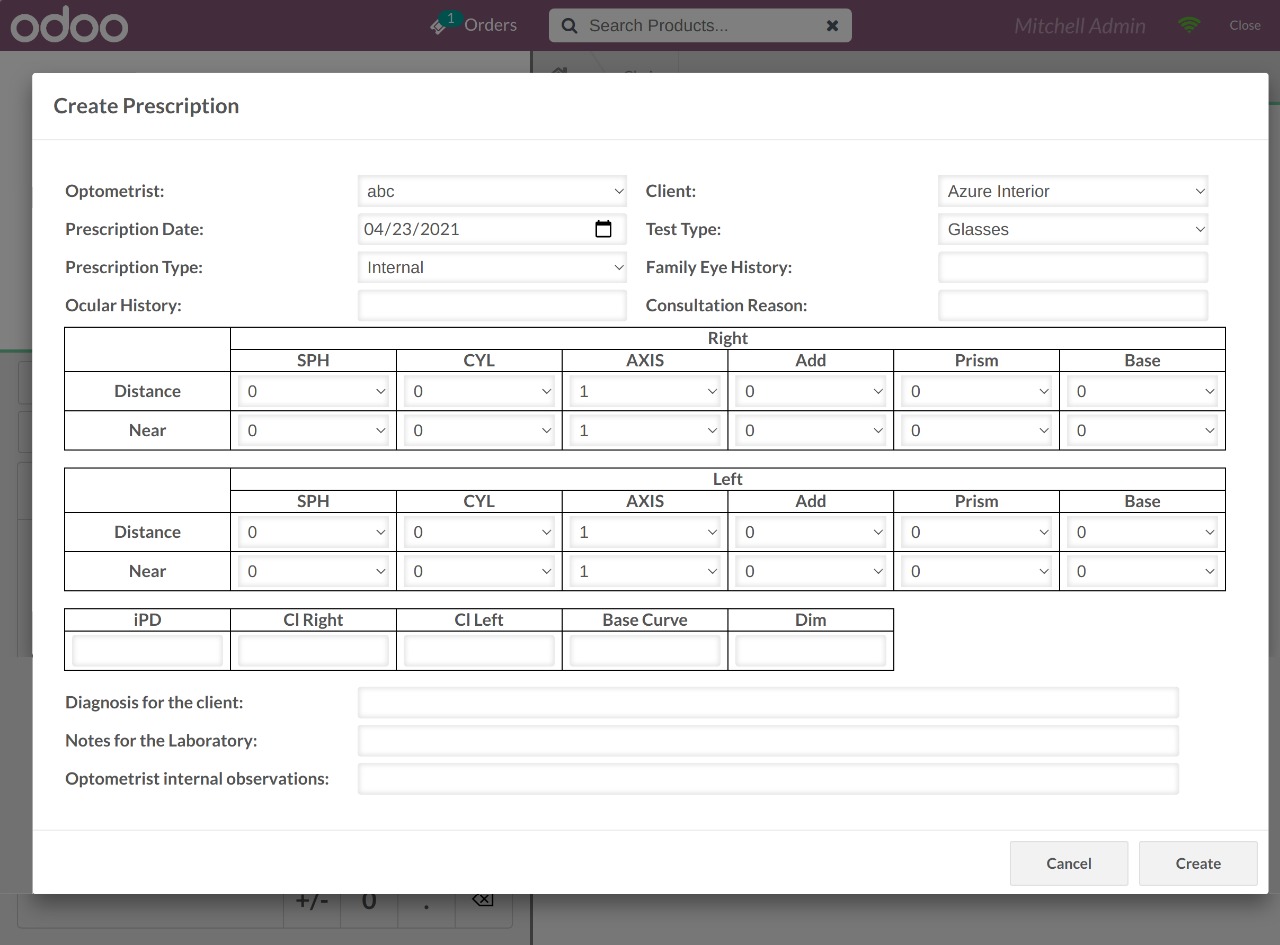 odoo
1 Orders Search Products... Mitchell Admin Close
Create Prescription
Optometrist: abc Client: Azure Interior
Prescription Date: 04/23/2021 Test Type: Glasses
Prescription Type: Internal Family Eye History:
Ocular History: Consultation Reason:
Right
SPH CYL AXIS Add Prism Base
Distance 0 0 1 0 0 0
Near 0 0 1 0 0 0
Left
SPH CYL AXIS Add Prism Base
Distance 0 0 1 0 0 0
Near 0 0 1 0 0 0
iPD Cl Right Cl Left Base Curve Dim
Diagnosis for the client:
Notes for the Laboratory:
Optometrist internal observations:
Cancel Create
+/- 0 .